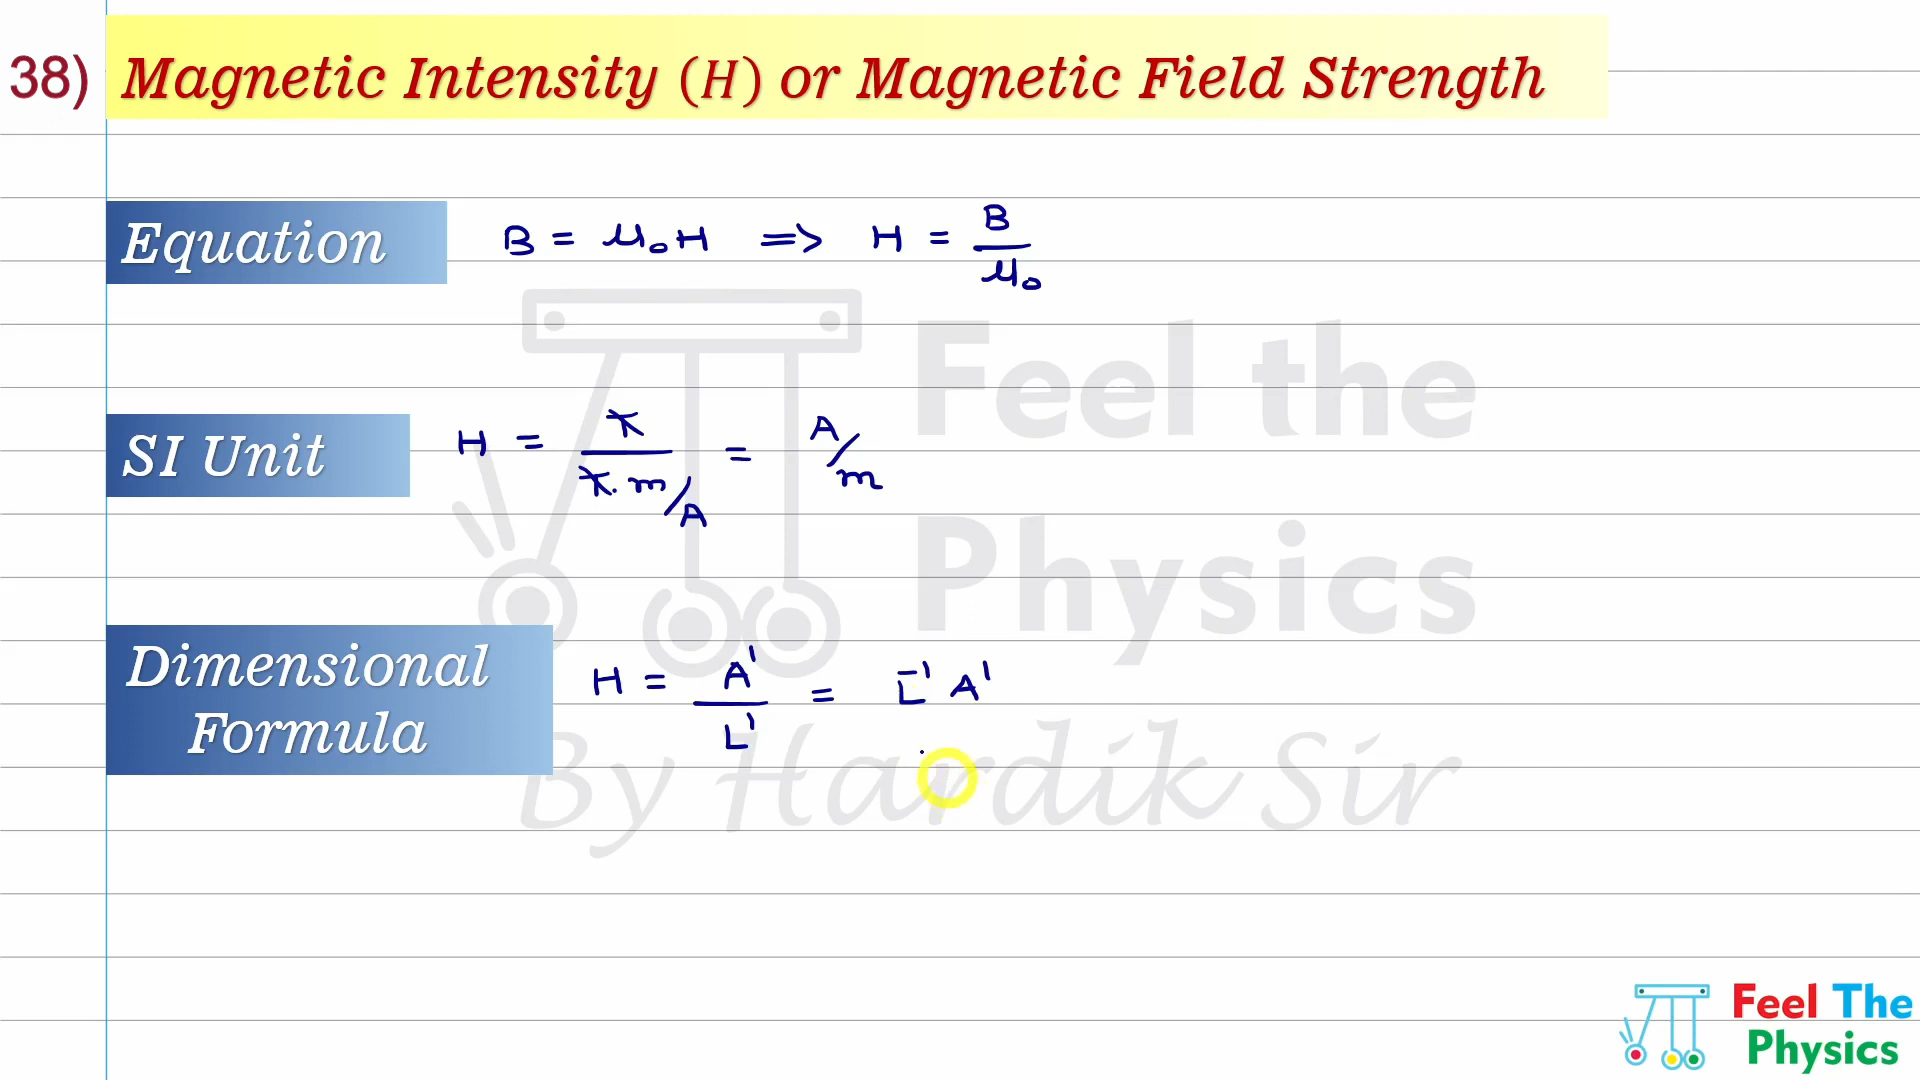 38) Magnetic Intensity (H) or Magnetic Field Strength
Equation B = μ₀H ⟹ H = B/μ₀
SI Unit H = T/(T·m/A) = A/m
Dimensional Formula H = A¹/L¹ = L⁻¹ A¹
Feel the
Physics
By Hardik Sir
Feel The
Physics